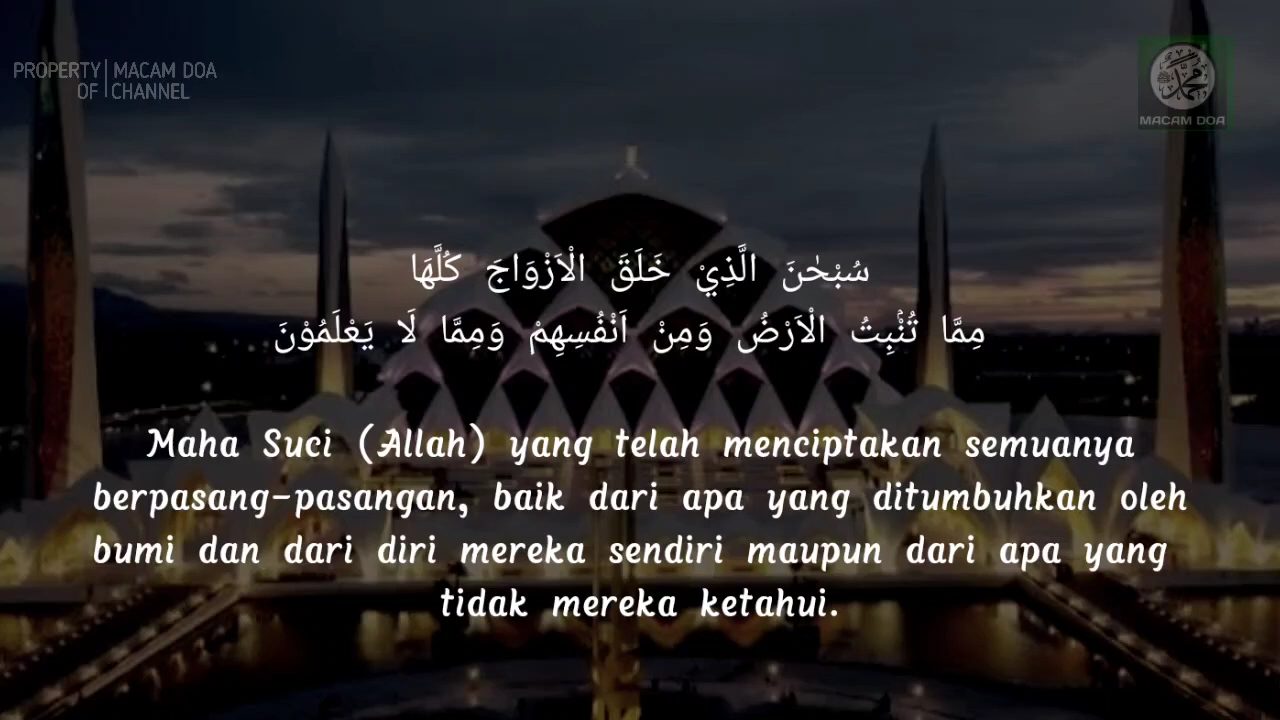 PROPERTY | MACAM DOA
OF | CHANNEL
MACAM DOA
سُبْحٰنَ الَّذِيْ خَلَقَ الْاَزْوَاجَ كُلَّهَا
مِمَّا تُنْۢبِتُ الْاَرْضُ وَمِنْ اَنْفُسِهِمْ وَمِمَّا لَا يَعْلَمُوْنَ
Maha Suci (Allah) yang telah menciptakan semuanya
berpasang-pasangan, baik dari apa yang ditumbuhkan oleh
bumi dan dari diri mereka sendiri maupun dari apa yang
tidak mereka ketahui.